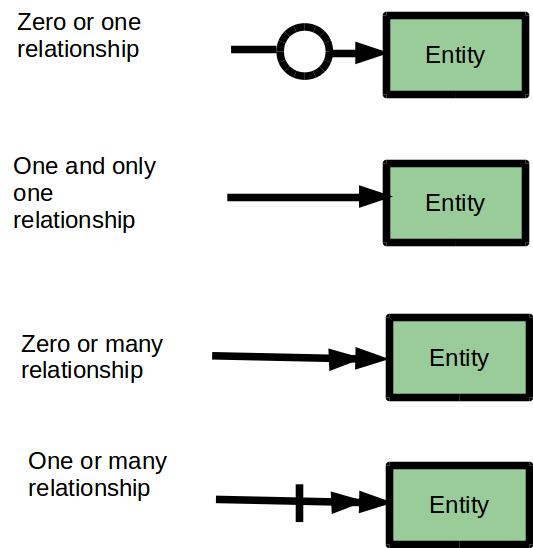 Zero or one
relationship
Entity
One and only
one
relationship
Entity
Zero or many
relationship
Entity
One or many
relationship
Entity